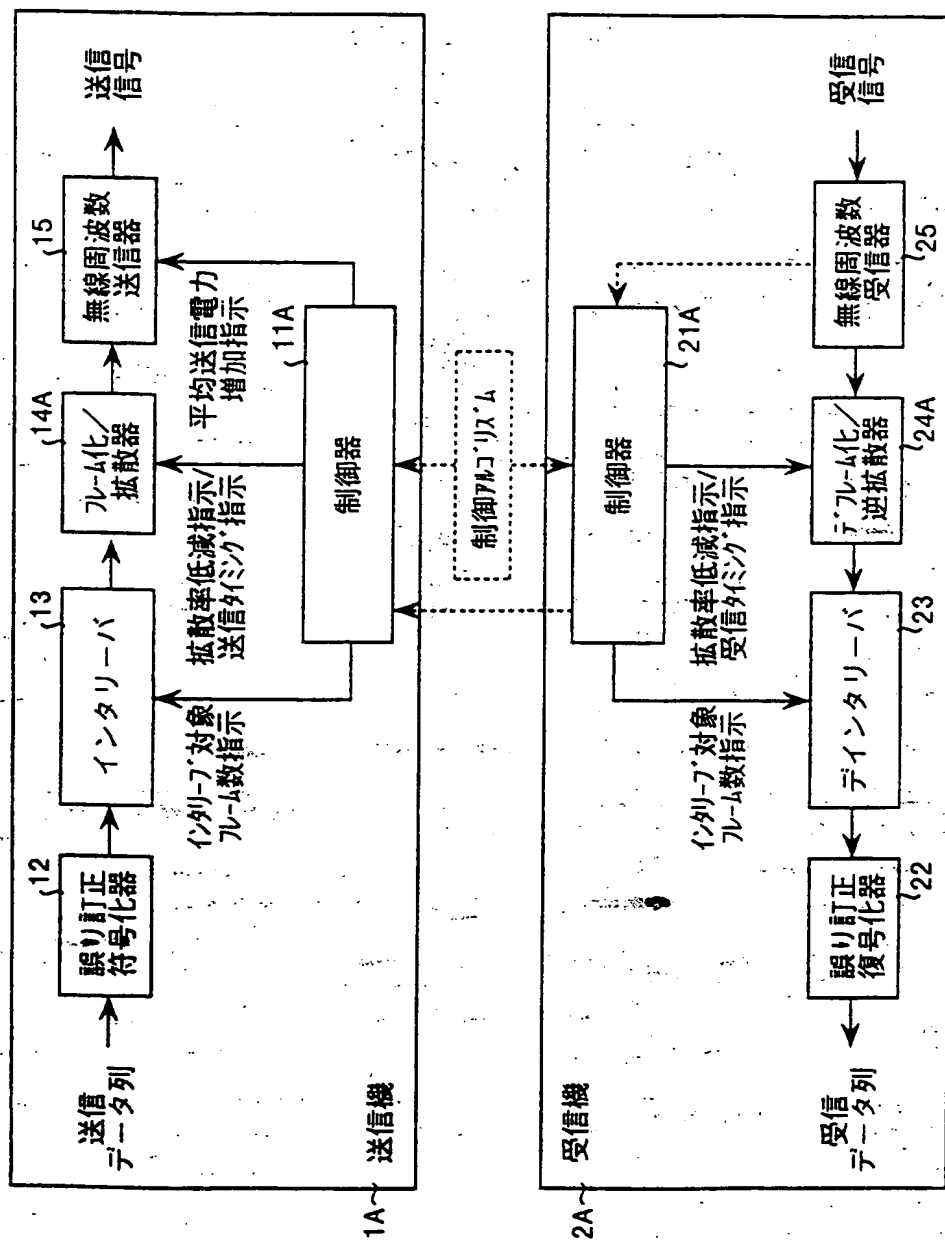 送信
データ列
12
誤り訂正
符号化器
13
インタリーバ
14A
フレーム化/
拡散器
15
無線周波数
送信器
送信
信号
インタリーブ対象
フレーム数指示
拡散率低減指示/
送信タイミング指示
平均送信電力
増加指示
11A
制御器
1A
送信機
制御アルゴリズム
2A
受信機
21A
制御器
インタリーブ対象
フレーム数指示
拡散率低減指示/
受信タイミング指示
受信
データ列
22
誤り訂正
復号化器
23
デインタリーバ
24A
デフレーム化/
逆拡散器
25
無線周波数
受信器
受信
信号